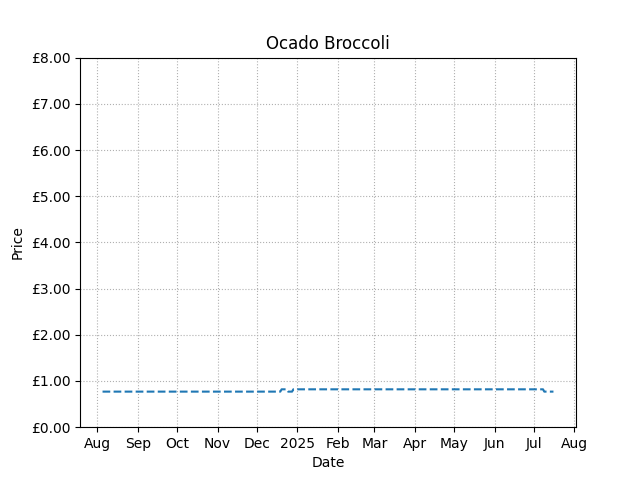 Ocado Broccoli
£8.00
£7.00
£6.00
£5.00
£4.00
£3.00
£2.00
£1.00
£0.00
Price
Aug Sep Oct Nov Dec 2025 Feb Mar Apr May Jun Jul Aug
Date